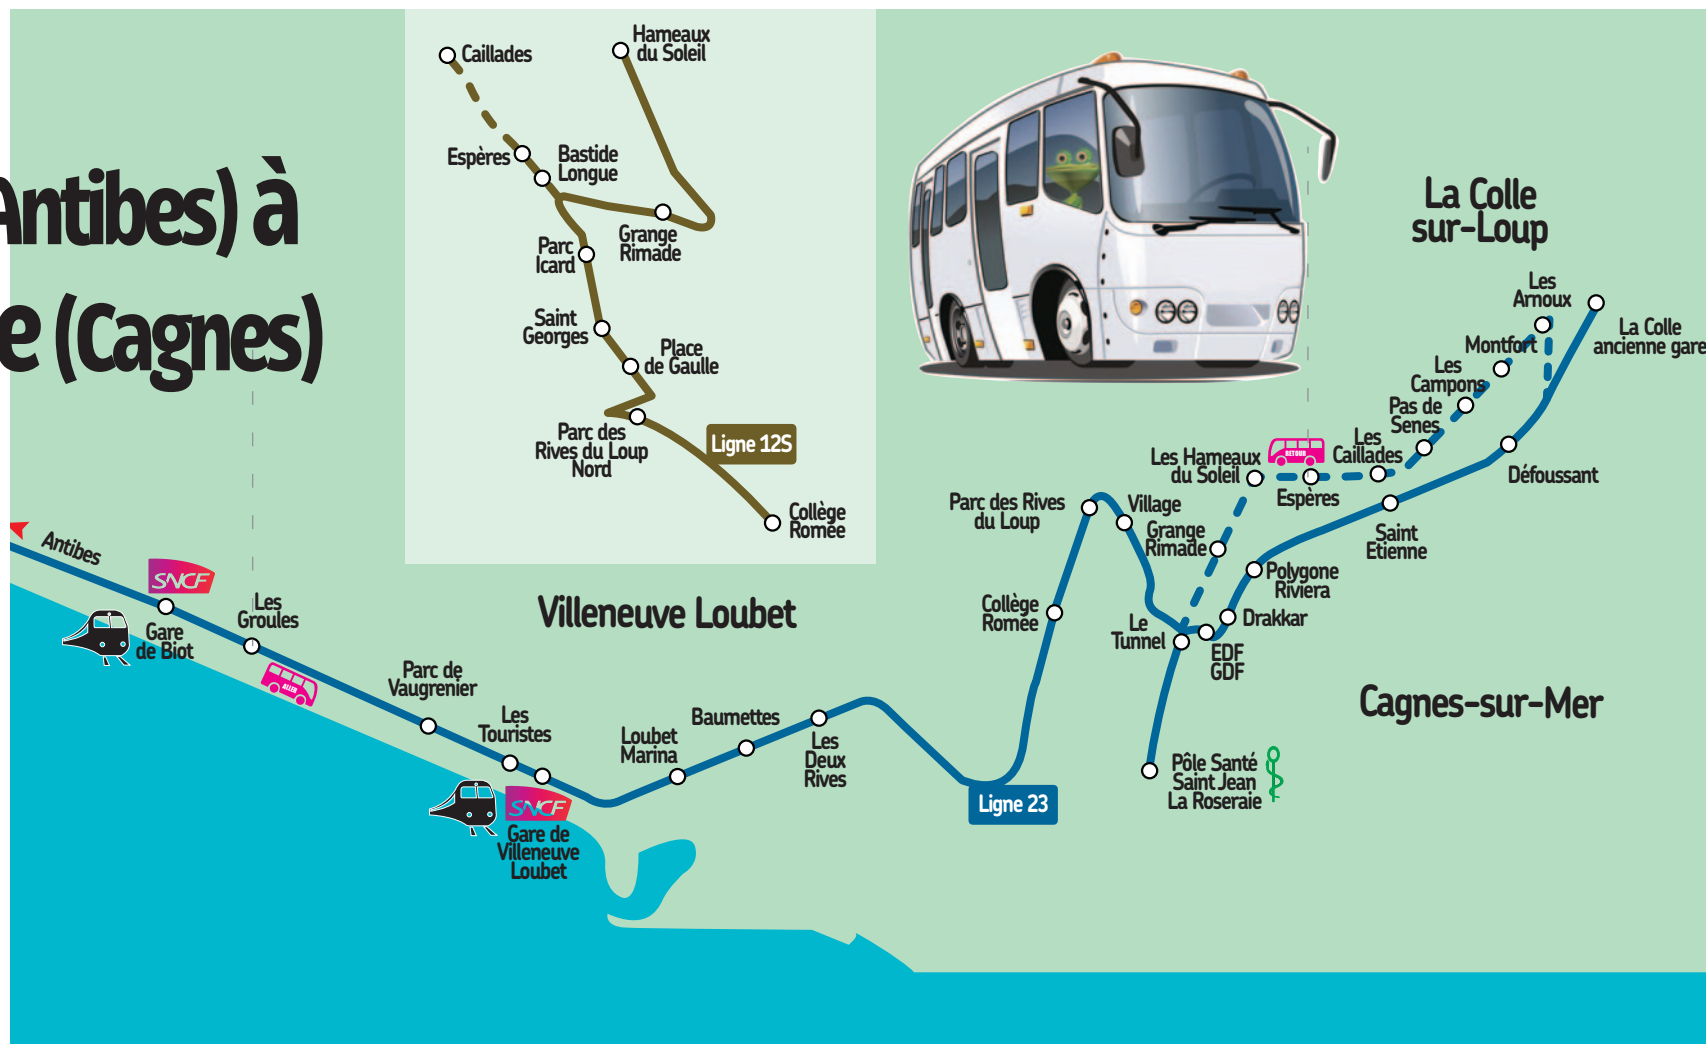 Antibes) à
e (Cagnes)
Caillades
Hameaux
du Soleil
Espères
Bastide
Longue
Grange
Rimade
Parc
Icard
Saint
Georges
Place
de Gaulle
Parc des
Rives du Loup
Nord
Ligne 12S
Collège
Romée
La Colle
sur-Loup
Les
Arnoux
La Colle
ancienne gare
Montfort
Les
Campons
Pas de
Senes
Les
Caillades
RETOUR
Les Hameaux
du Soleil
Espères
Défoussant
Parc des Rives
du Loup
Village
Grange
Rimade
Saint
Etienne
Antibes
SNCF
Gare
de Biot
Les
Groules
ALLER
Villeneuve Loubet
Polygone
Riviera
Collège
Romée
Le
Tunnel
Drakkar
EDF
GDF
Parc de
Vaugrenier
Les
Touristes
Loubet
Marina
Baumettes
Les
Deux
Rives
Cagnes-sur-Mer
Ligne 23
Pôle Santé
Saint Jean
La Roseraie
SNCF
Gare de
Villeneuve
Loubet